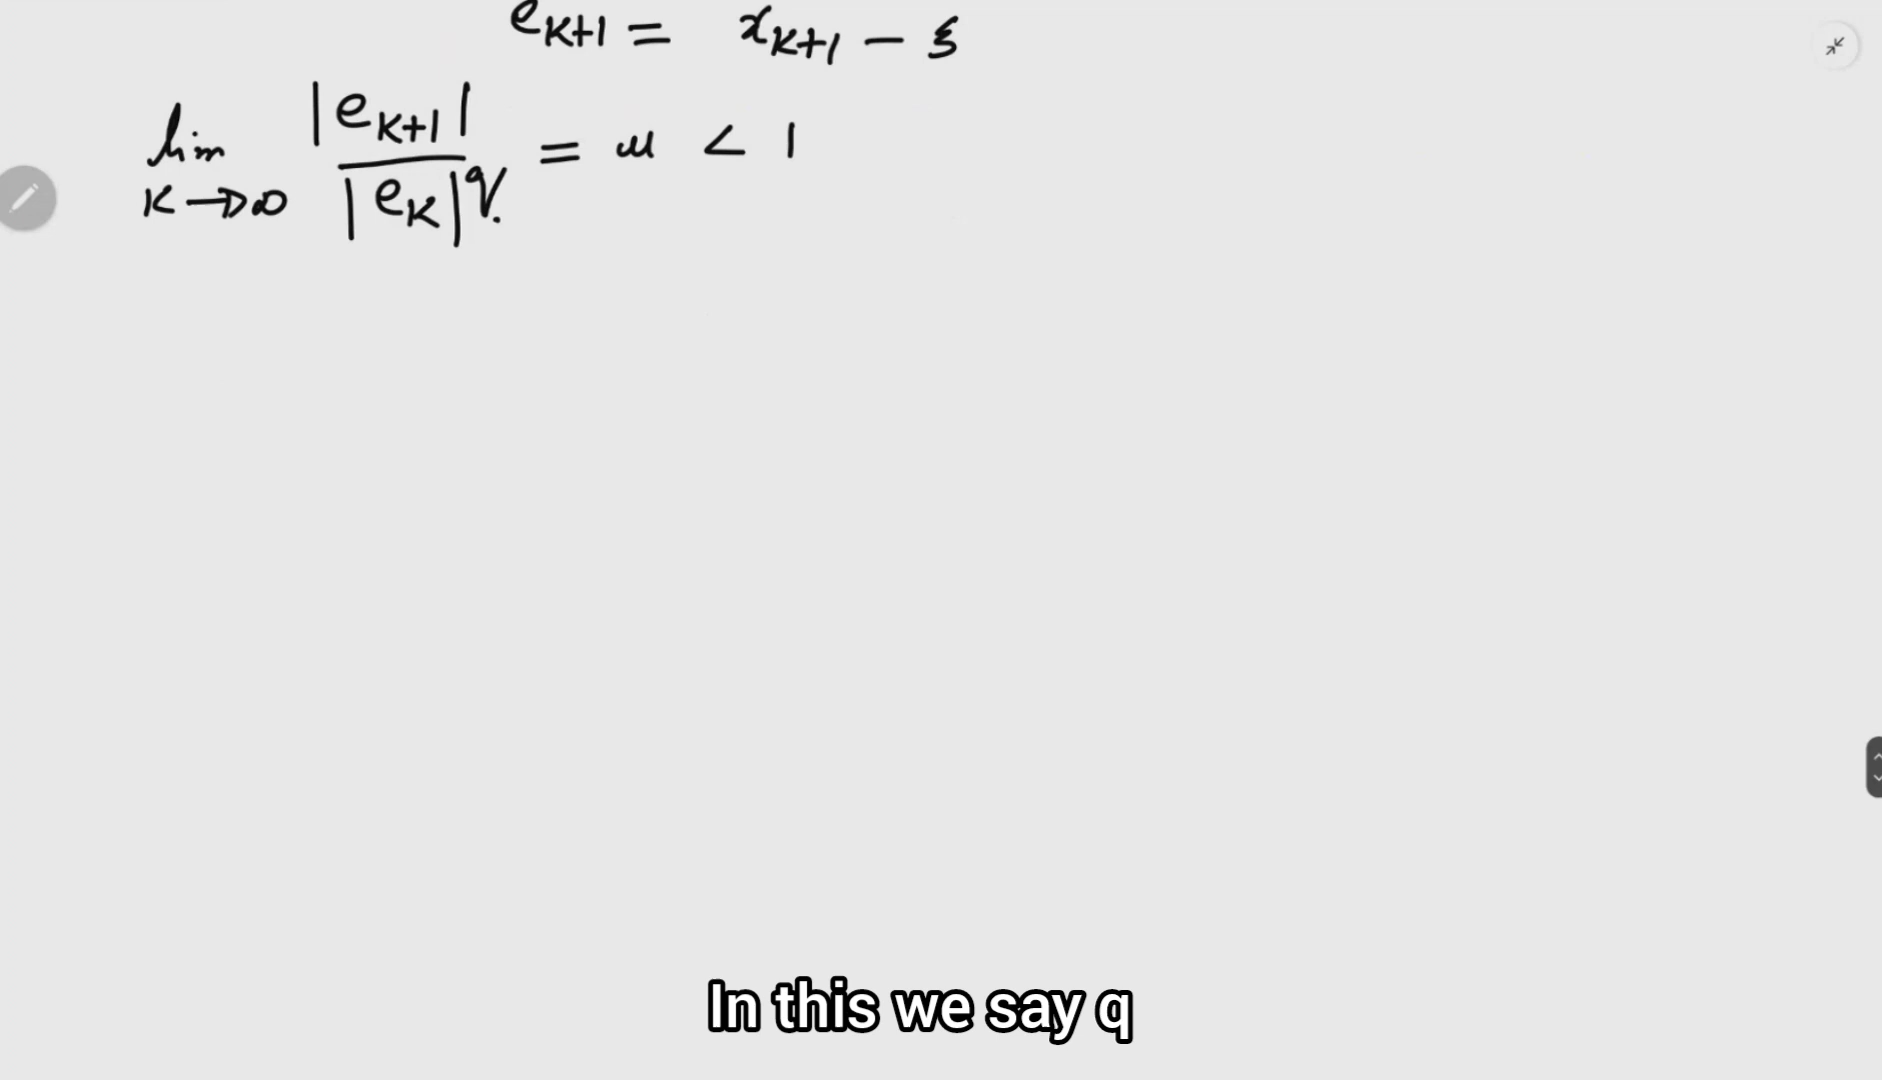 e_{k+1} = x_{k+1} - ξ
lim_{k→∞} |e_{k+1}| / |e_k|^q = μ < 1
In this we say q